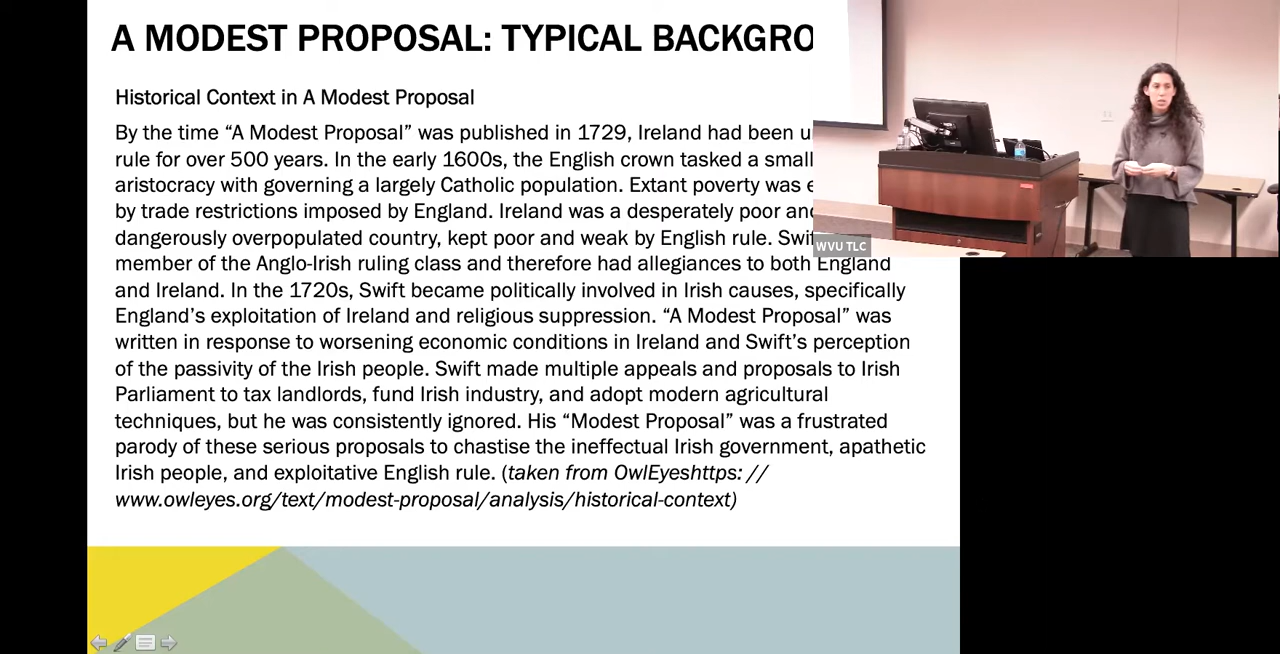 A MODEST PROPOSAL: TYPICAL
Historical Context in A Modest Proposal
By the time “A Modest Proposal” was published in 1729, Ireland had been
rule for over 500 years. In the early 1600s, the English crown tasked a small
aristocracy with governing a largely Catholic population. Extant poverty was
by trade restrictions imposed by England. Ireland was a desperately poor
dangerously overpopulated country, kept poor and weak by English rule.
WVU TLC
member of the Anglo-Irish ruling class and therefore had allegiances to both England
and Ireland. In the 1720s, Swift became politically involved in Irish causes, specifically
England’s exploitation of Ireland and religious suppression. “A Modest Proposal” was
written in response to worsening economic conditions in Ireland and Swift’s perception
of the passivity of the Irish people. Swift made multiple appeals and proposals to Irish
Parliament to tax landlords, fund Irish industry, and adopt modern agricultural
techniques, but he was consistently ignored. His “Modest Proposal” was a frustrated
parody of these serious proposals to chastise the ineffectual Irish government, apathetic
Irish people, and exploitative English rule. (taken from OwlEyeshttps: //
www.owleyes.org/text/modest-proposal/analysis/historical-context)